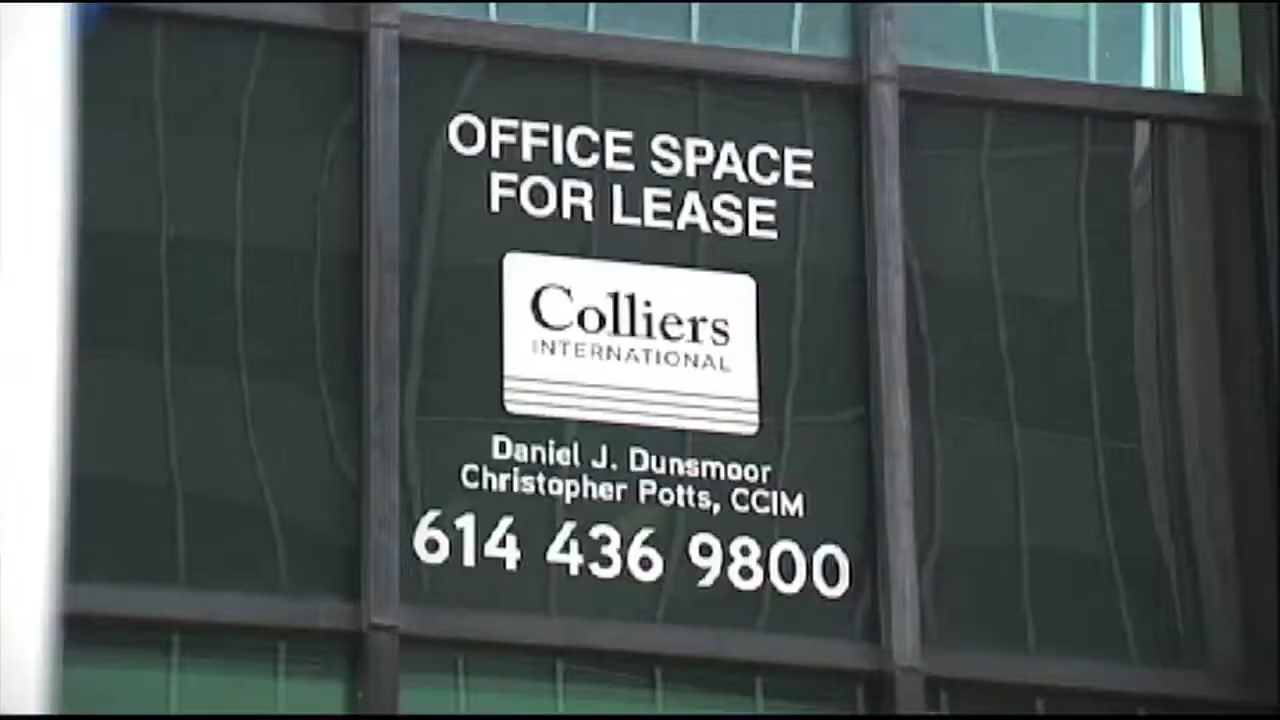 OFFICE SPACE
FOR LEASE
Colliers
INTERNATIONAL
Daniel J. Dunsmoor
Christopher Potts, CCIM
614 436 9800